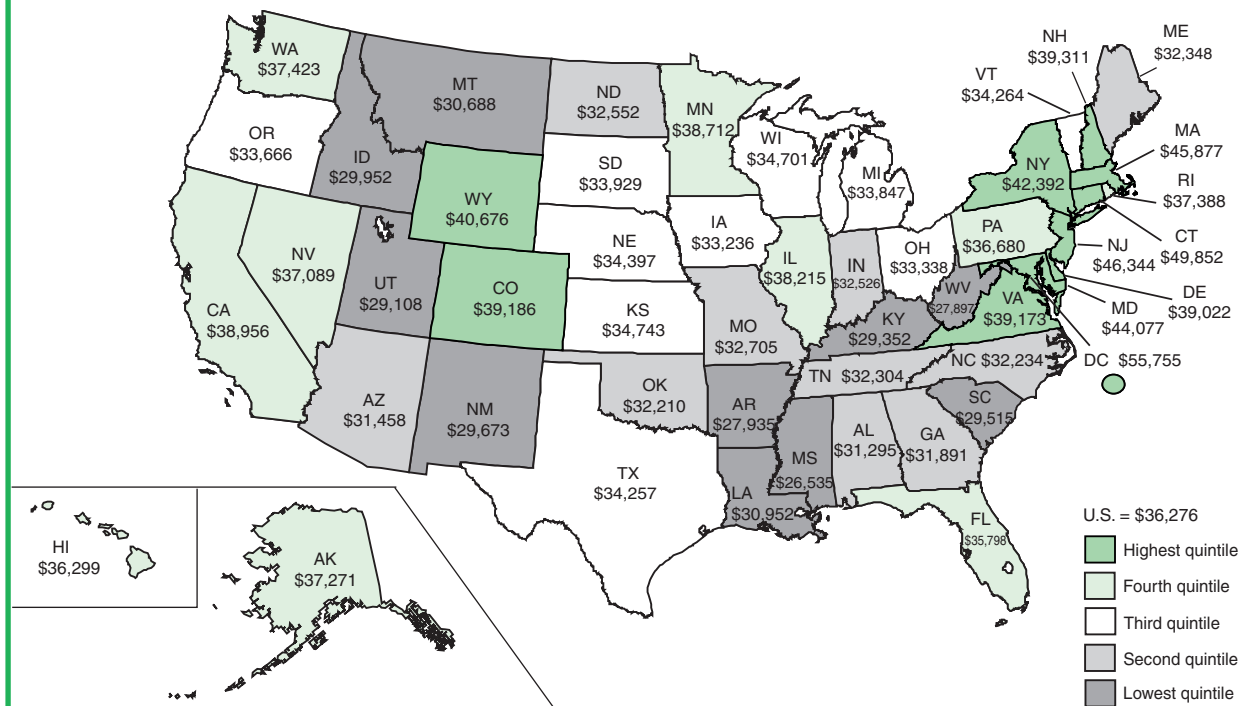 WA
$37,423
MT
$30,688
ND
$32,552
MN
$38,712
OR
$33,666
ID
$29,952
WY
$40,676
SD
$33,929
WI
$34,701
MI
$33,847
NH
$39,311
ME
$32,348
VT
$34,264
MA
$45,877
NY
$42,392
RI
$37,388
CT
$49,852
NJ
$46,344
DE
$39,022
MD
$44,077
DC $55,755
PA
$36,680
NV
$37,089
CA
$38,956
UT
$29,108
CO
$39,186
NE
$34,397
IA
$33,236
IL
$38,215
IN
$32,526
OH
$33,338
WV
$27,897
VA
$39,173
KS
$34,743
MO
$32,705
KY
$29,352
AZ
$31,458
NM
$29,673
OK
$32,210
AR
$27,935
TN $32,304
NC $32,234
SC
$29,515
MS
$26,535
AL
$31,295
GA
$31,891
TX
$34,257
LA
$30,952
FL
$35,798
HI
$36,299
AK
$37,271
U.S. = $36,276
Highest quintile
Fourth quintile
Third quintile
Second quintile
Lowest quintile